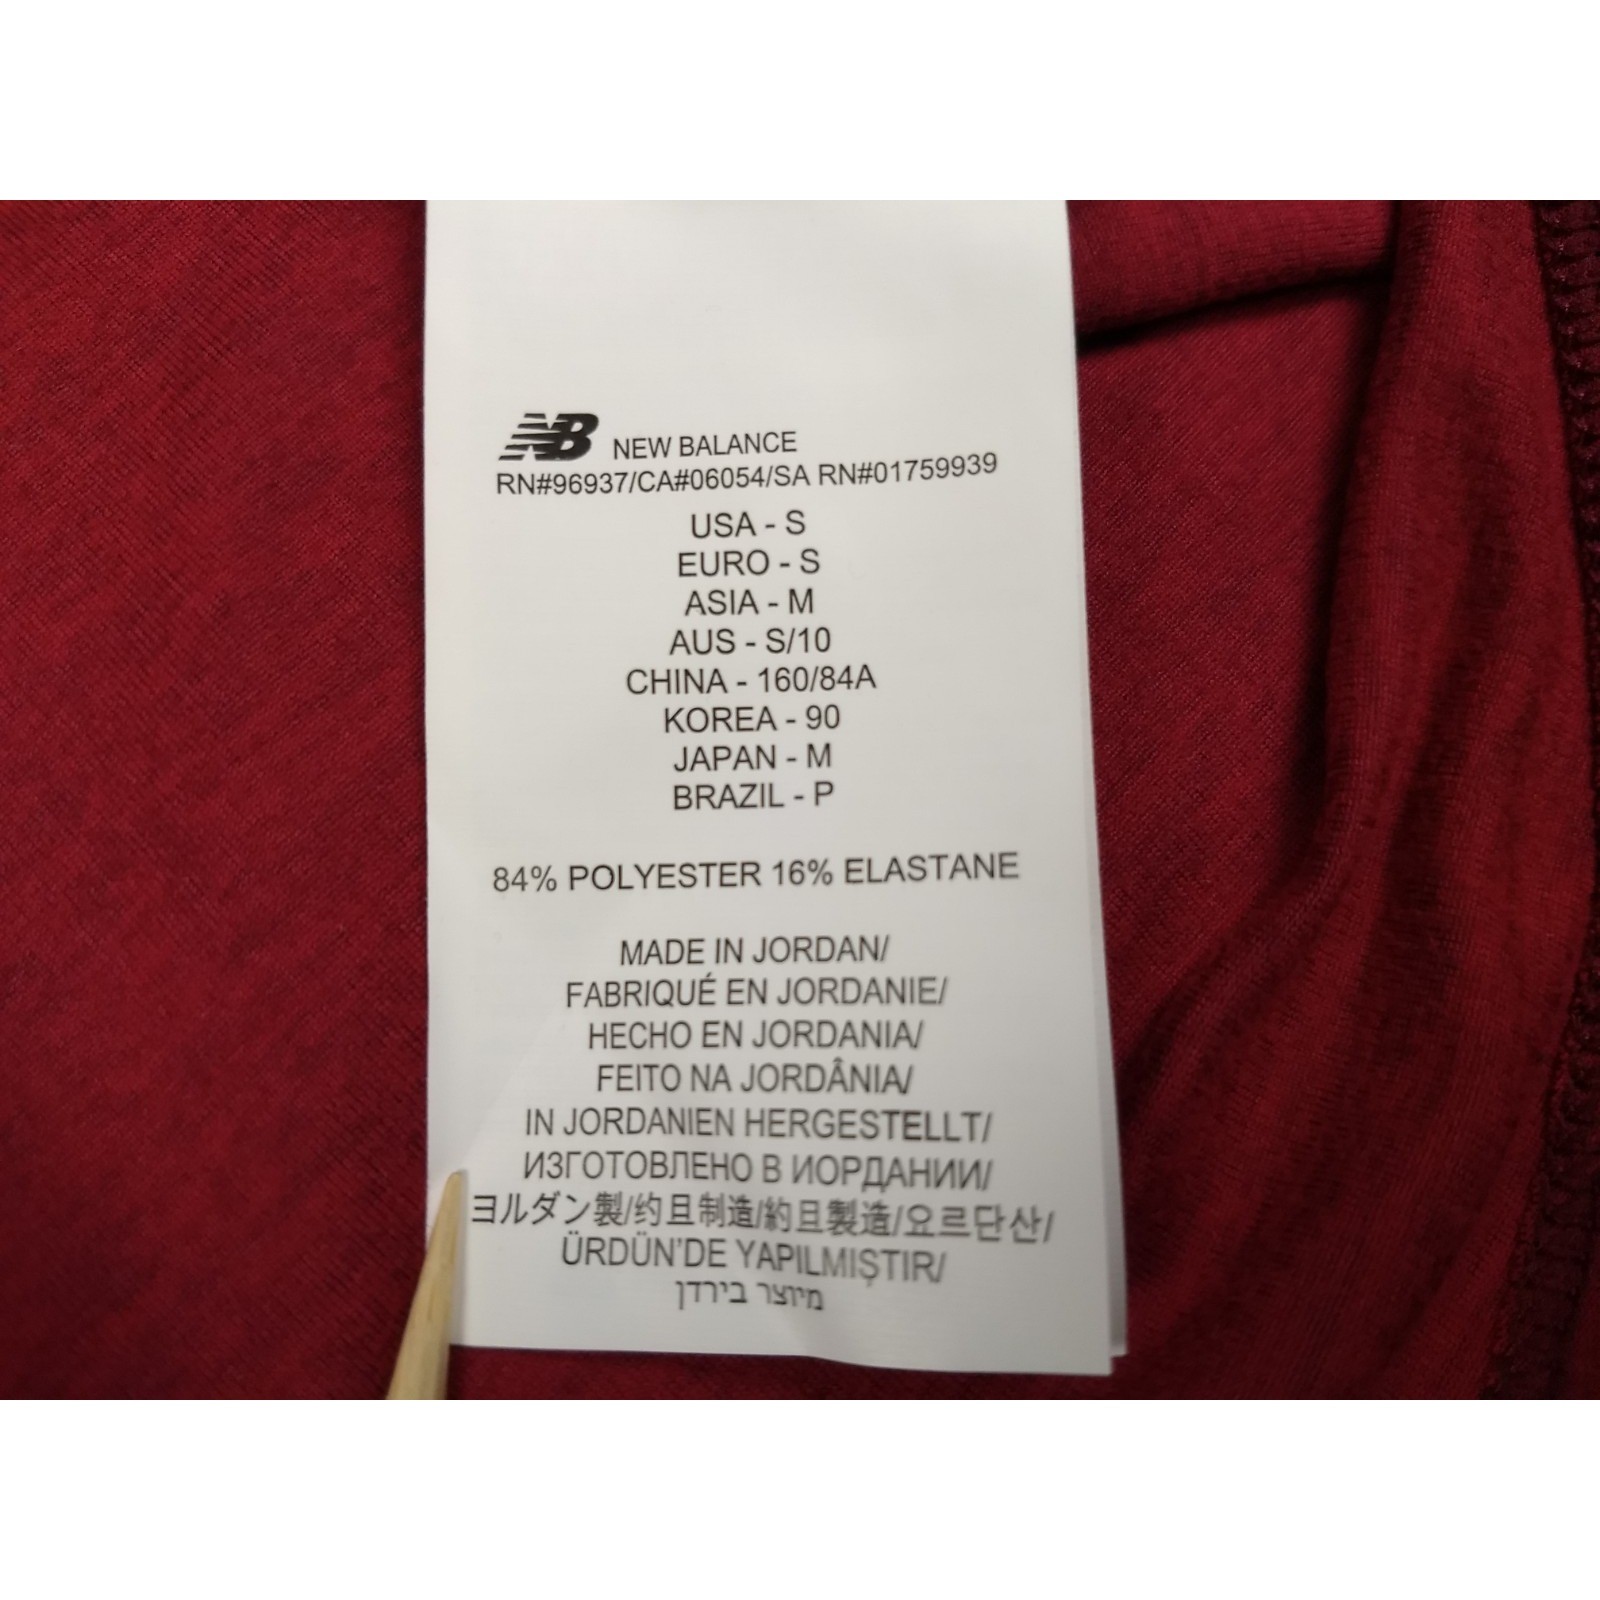 NB NEW BALANCE
RN#96937/CA#06054/SA RN#01759939
USA - S
EURO - S
ASIA - M
AUS - S/10
CHINA - 160/84A
KOREA - 90
JAPAN - M
BRAZIL - P
84% POLYESTER 16% ELASTANE
MADE IN JORDAN/
FABRIQUÉ EN JORDANIE/
HECHO EN JORDANIA/
FEITO NA JORDÂNIA/
IN JORDANIEN HERGESTELLT/
ИЗГОТОВЛЕНО В ИОРДАНИИ/
ヨルダン製/约旦制造/約旦製造/요르단산/
ÜRDÜN'DE YAPILMIŞTIR/
מיוצר בירדן